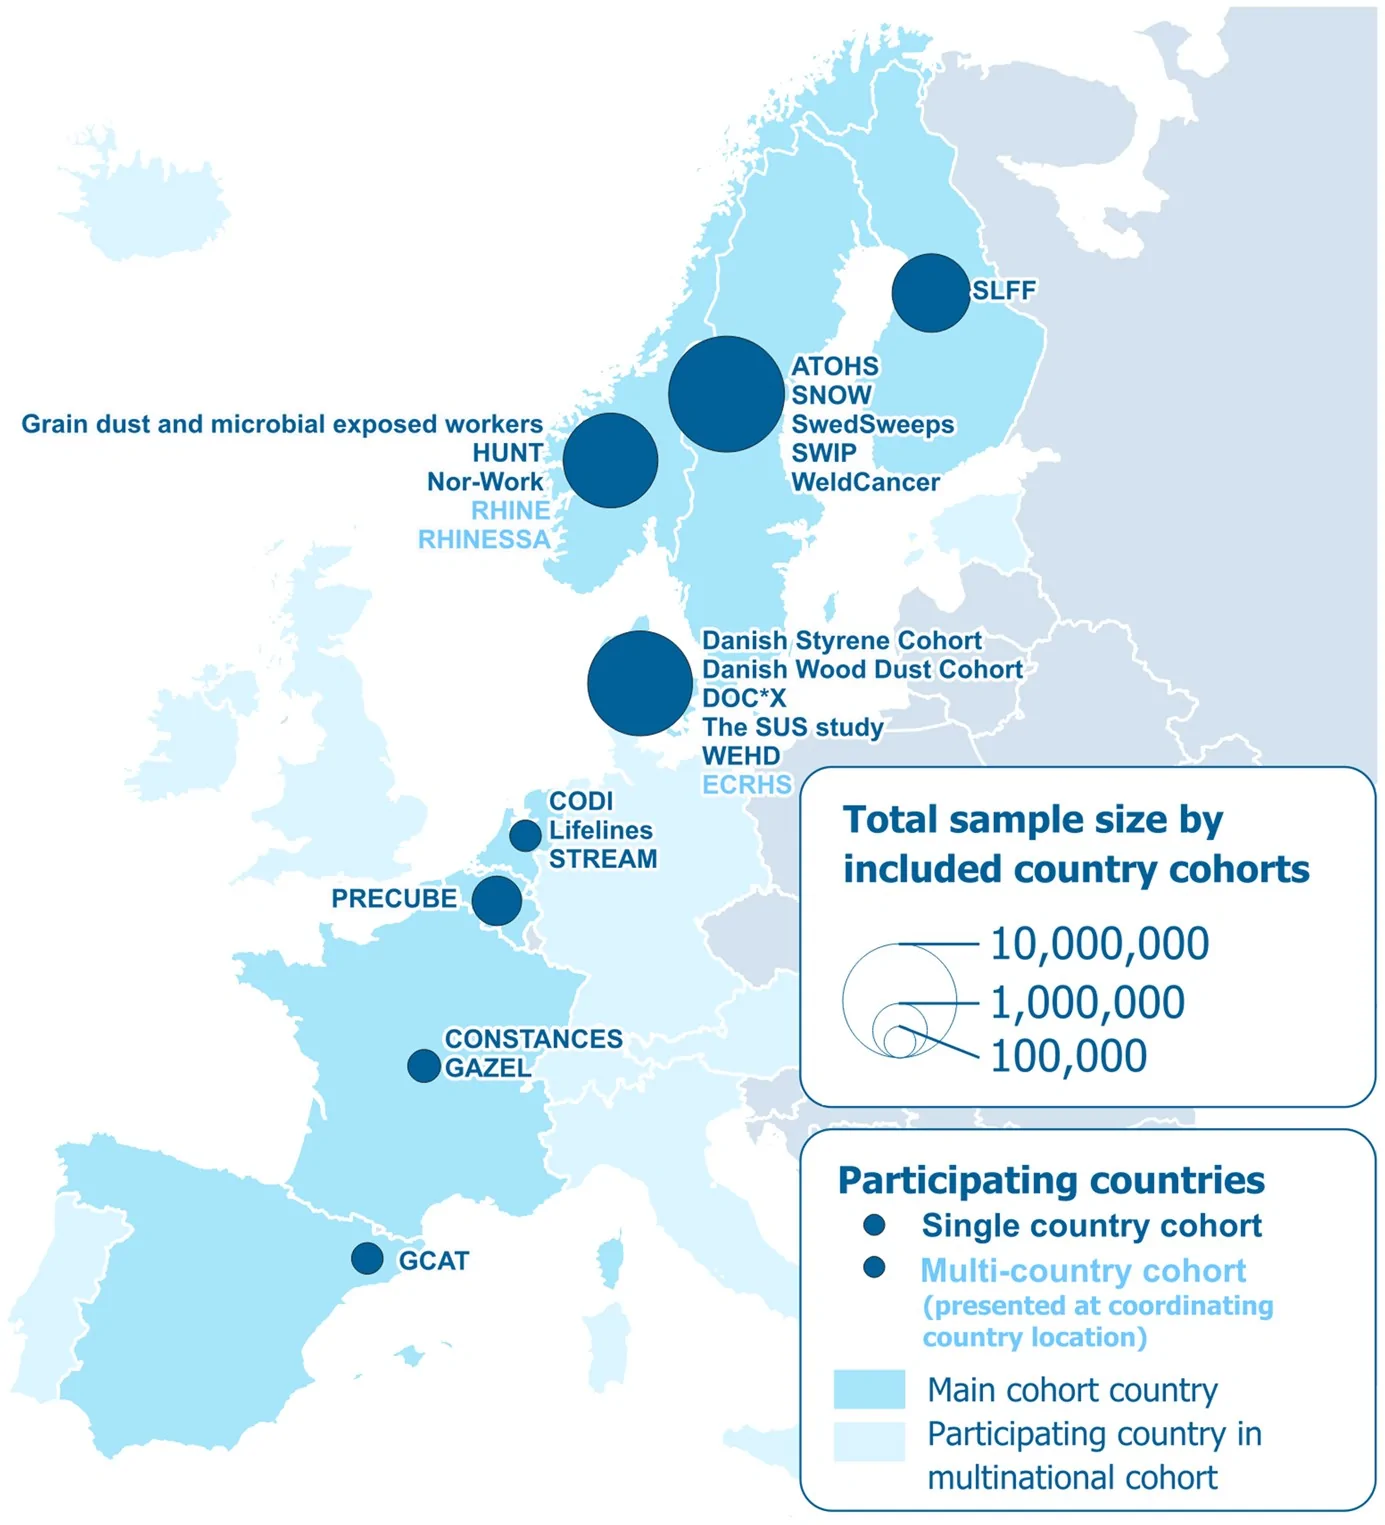 SLFF
ATOHS
SNOW
SwedSweeps
SWIP
WeldCancer
Grain dust and microbial exposed workers
HUNT
Nor-Work
RHINE
RHINESSA
Danish Styrene Cohort
Danish Wood Dust Cohort
DOC*X
The SUS study
WEHD
ECRHS
CODI
Lifelines
STREAM
PRECUBE
CONSTANCES
GAZEL
GCAT
Total sample size by
included country cohorts
10,000,000
1,000,000
100,000
Participating countries
Single country cohort
Multi-country cohort
(presented at coordinating
country location)
Main cohort country
Participating country in
multinational cohort